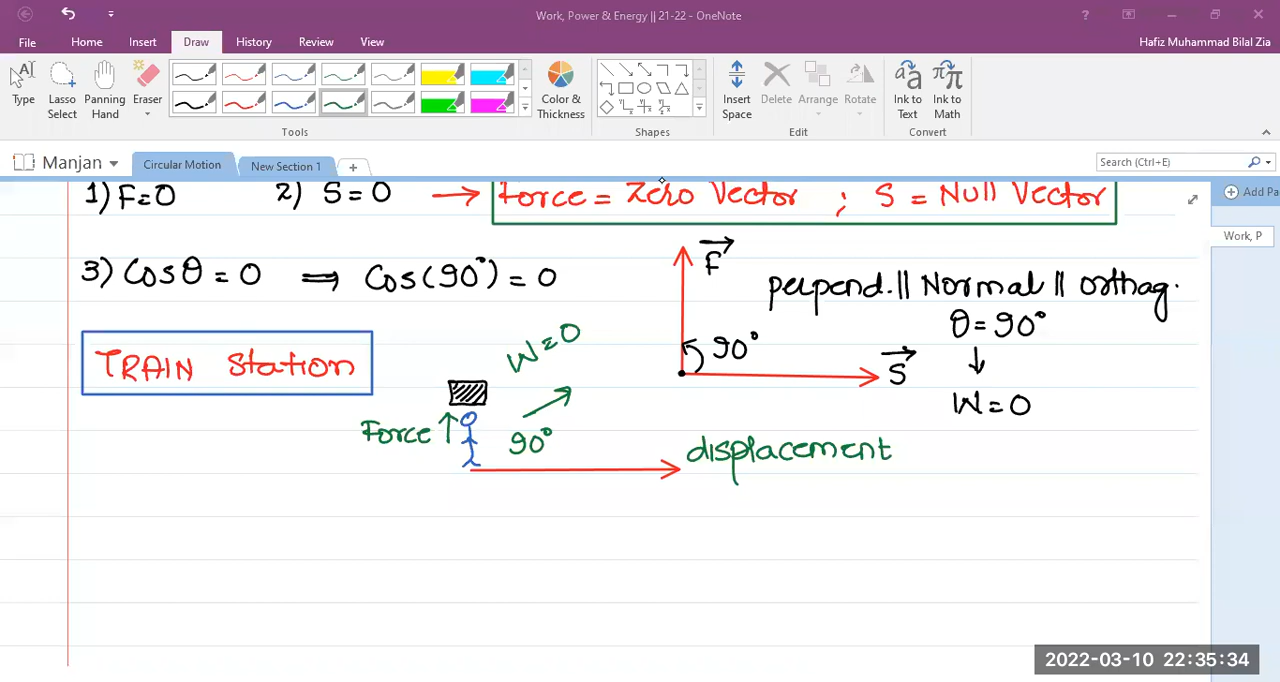 Work, Power & Energy || 21-22 - OneNote
File Home Insert Draw History Review View
Hafiz Muhammad Bilal Zia
Type
Lasso Select
Panning Hand
Eraser
Color & Thickness
Insert Space
Delete
Arrange
Rotate
Ink to Text
Ink to Math
Tools
Shapes
Edit
Convert
Manjan
Circular Motion
New Section 1
Search (Ctrl+E)
Add Pa
Work, P
1) F=0 2) S=0 → Force = Zero Vector ; S = Null Vector
3) Cosθ = 0 ⇒ Cos(90°) = 0
F
perpend. || Normal || orthag.
θ = 90°
90°
S
↓
W = 0
TRAIN Station
W=0
Force ↑
90°
displacement
2022-03-10 22:35:34